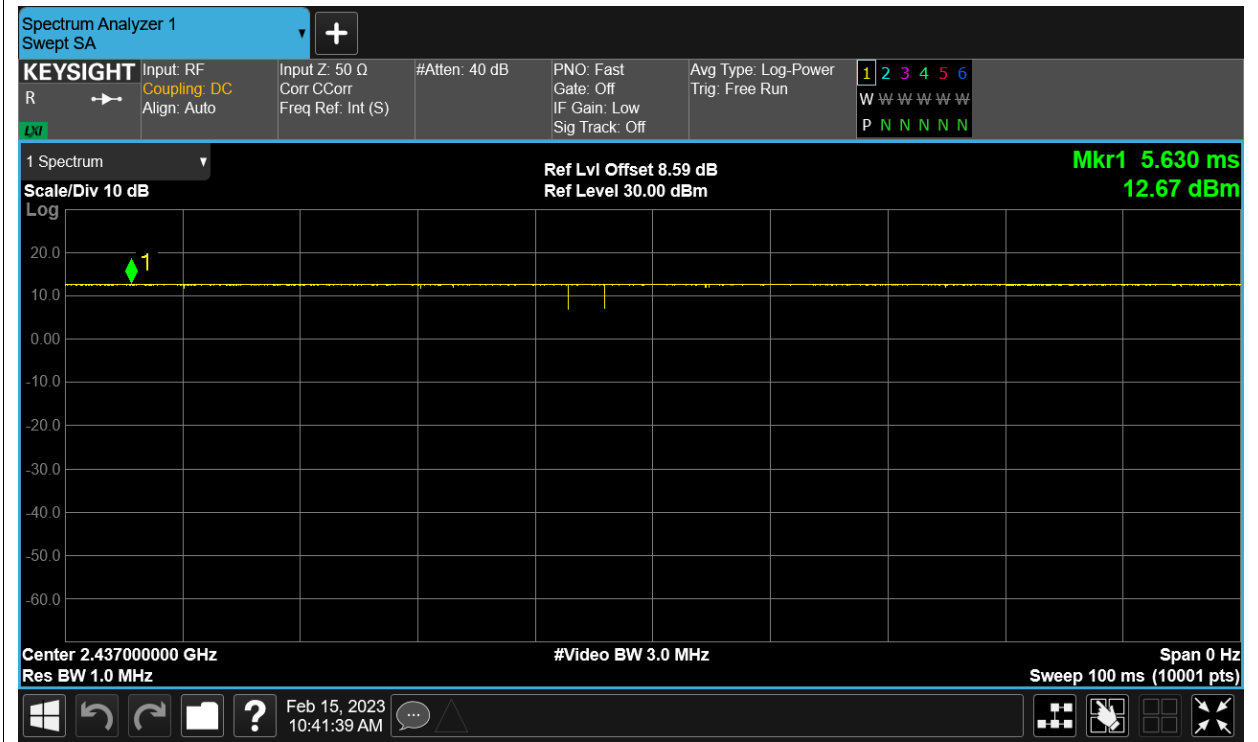 Spectrum Analyzer 1
Swept SA
+
KEYSIGHT
R
LXI
Input: RF
Coupling: DC
Align: Auto
Input Z: 50 Ω
Corr CCorr
Freq Ref: Int (S)
#Atten: 40 dB
PNO: Fast
Gate: Off
IF Gain: Low
Sig Track: Off
Avg Type: Log-Power
Trig: Free Run
1 2 3 4 5 6
W W W W W W
P N N N N N
1 Spectrum
Scale/Div 10 dB
Log
Ref Lvl Offset 8.59 dB
Ref Level 30.00 dBm
Mkr1 5.630 ms
12.67 dBm
1
20.0
10.0
0.00
-10.0
-20.0
-30.0
-40.0
-50.0
-60.0
Center 2.437000000 GHz
Res BW 1.0 MHz
#Video BW 3.0 MHz
Span 0 Hz
Sweep 100 ms (10001 pts)
?
Feb 15, 2023
10:41:39 AM